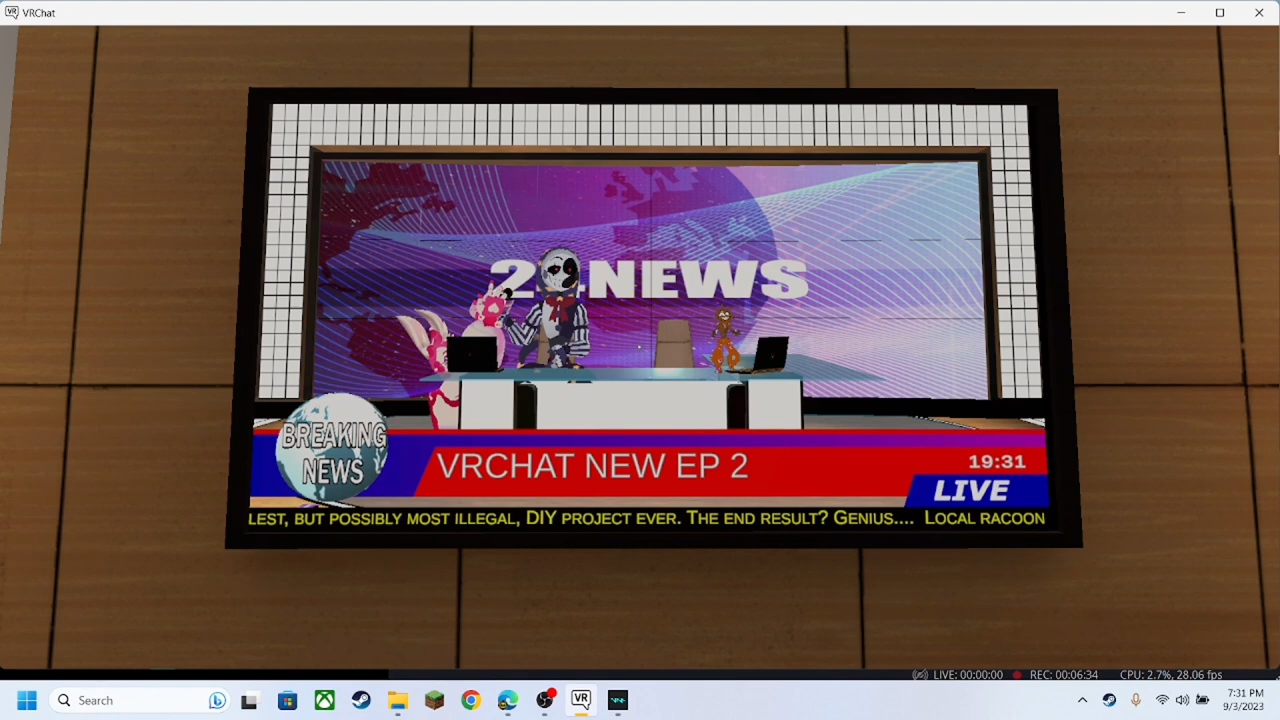 VRChat
2 NEWS
BREAKING
NEWS
VRCHAT NEW EP 2
19:31
LIVE
LEST, BUT POSSIBLY MOST ILLEGAL, DIY PROJECT EVER. THE END RESULT? GENIUS.... LOCAL RACOON
LIVE: 00:00:00 REC: 00:06:34 CPU: 2.7%, 28.06 fps
Search
VR
7:31 PM
9/3/2023